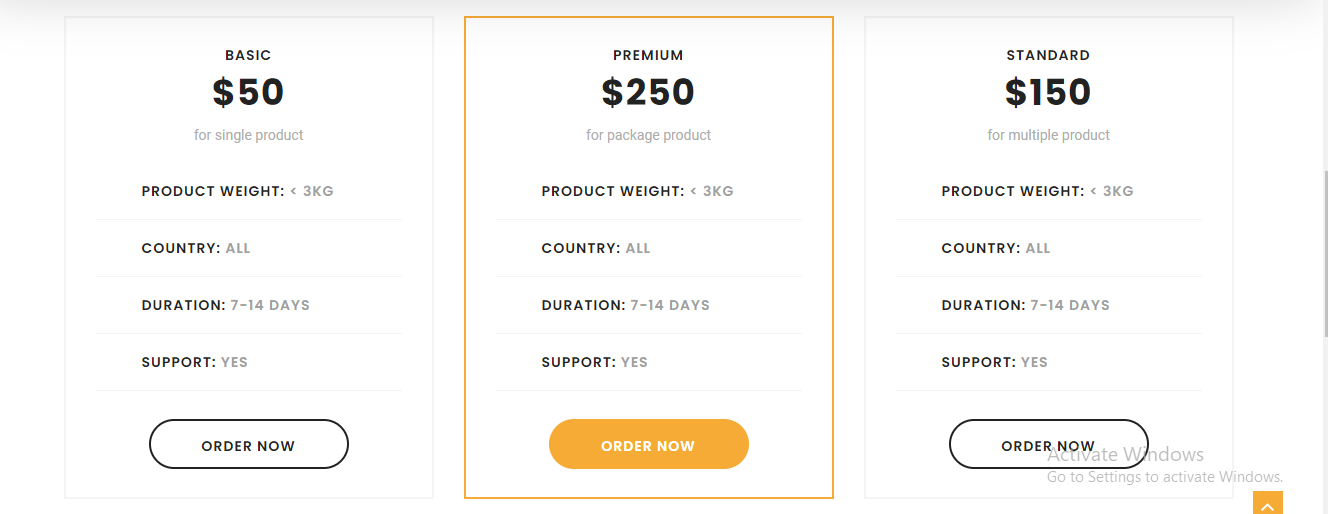 BASIC
$50
for single product
PRODUCT WEIGHT: < 3KG
COUNTRY: ALL
DURATION: 7-14 DAYS
SUPPORT: YES
ORDER NOW
PREMIUM
$250
for package product
PRODUCT WEIGHT: < 3KG
COUNTRY: ALL
DURATION: 7-14 DAYS
SUPPORT: YES
ORDER NOW
STANDARD
$150
for multiple product
PRODUCT WEIGHT: < 3KG
COUNTRY: ALL
DURATION: 7-14 DAYS
SUPPORT: YES
ORDER NOW
Activate Windows
Go to Settings to activate Windows.